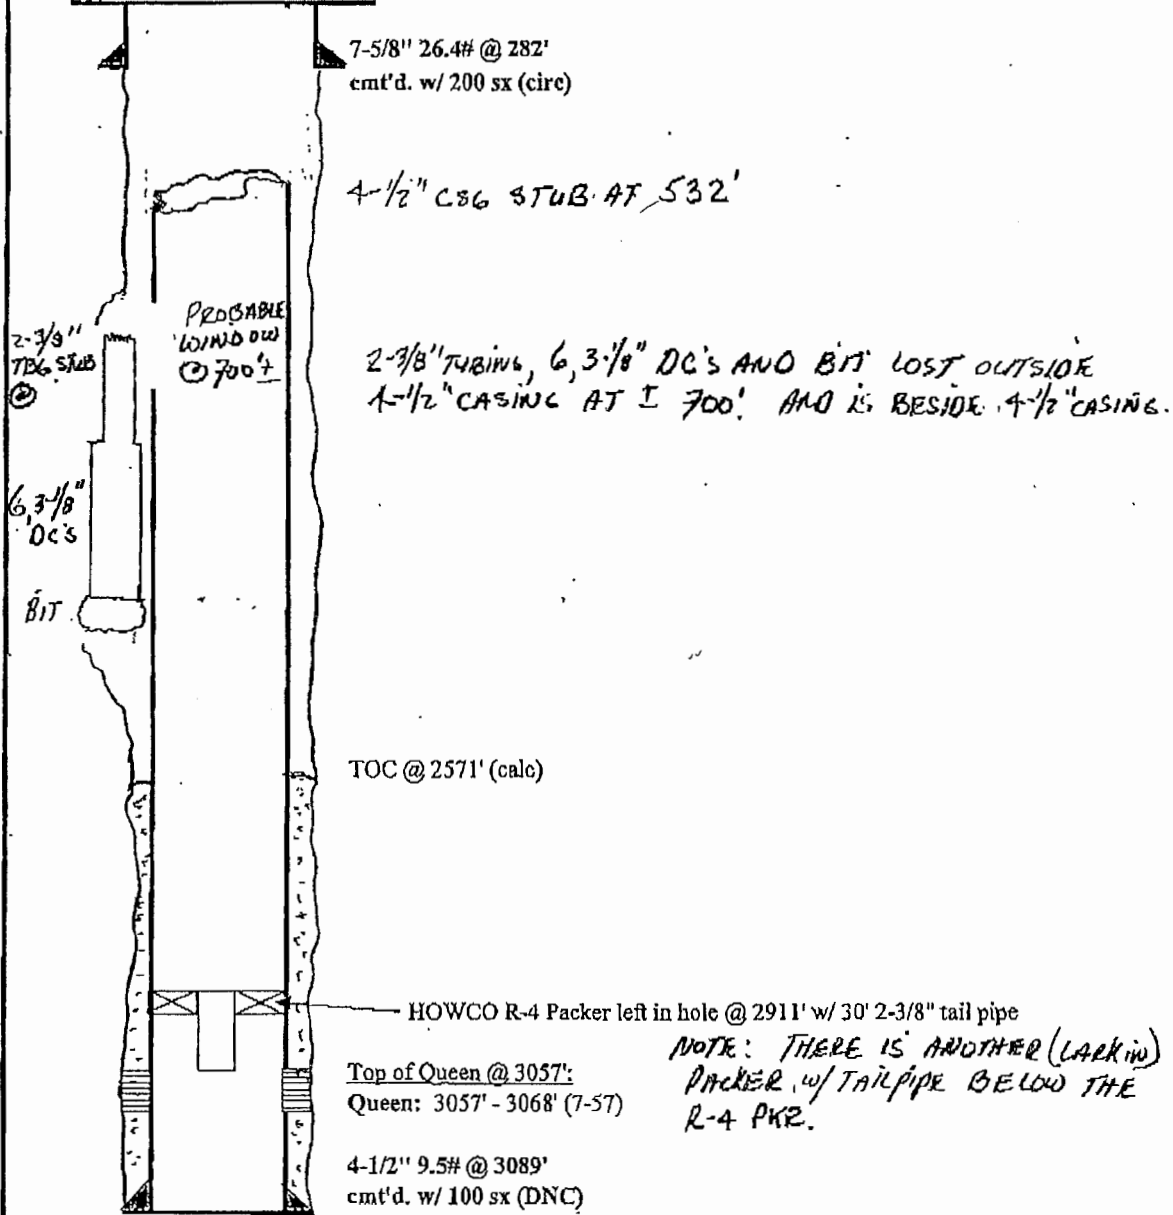 7-5/8" 26.4# @ 282'
cmt'd. w/ 200 sx (circ)
4-1/2" CSG STUB AT 532'
PROBABLE
WINDOW
@ 700' ±
2-3/8"
TBG STUB
@
2-3/8" TUBING, 6, 3-1/8" DC's AND BIT LOST OUTSIDE
4-1/2" CASING AT ± 700'. AND IS BESIDE 4-1/2" CASING.
6, 3-1/8"
DC's
BIT
TOC @ 2571' (calc)
HOWCO R-4 Packer left in hole @ 2911' w/ 30' 2-3/8" tail pipe
NOTE: THERE IS ANOTHER (LARKIN)
PACKER, W/ TAILPIPE BELOW THE
R-4 PKR.
Top of Queen @ 3057':
Queen: 3057' - 3068' (7-57)
4-1/2" 9.5# @ 3089'
cmt'd. w/ 100 sx (DNC)